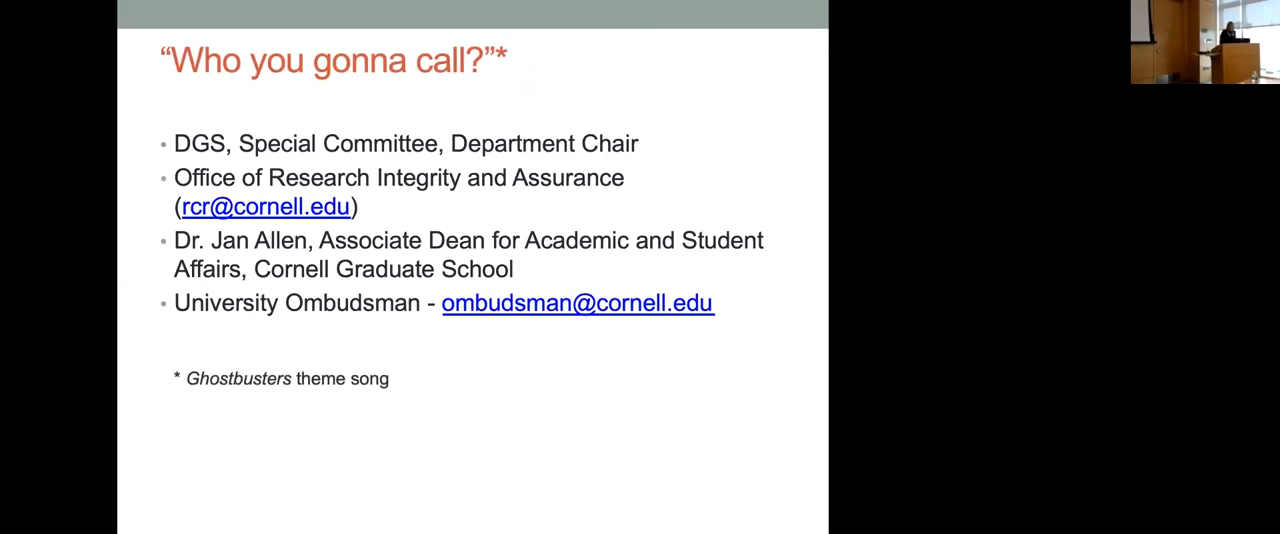 “Who you gonna call?”*
• DGS, Special Committee, Department Chair
• Office of Research Integrity and Assurance
(rcr@cornell.edu)
• Dr. Jan Allen, Associate Dean for Academic and Student
Affairs, Cornell Graduate School
• University Ombudsman - ombudsman@cornell.edu
* Ghostbusters theme song